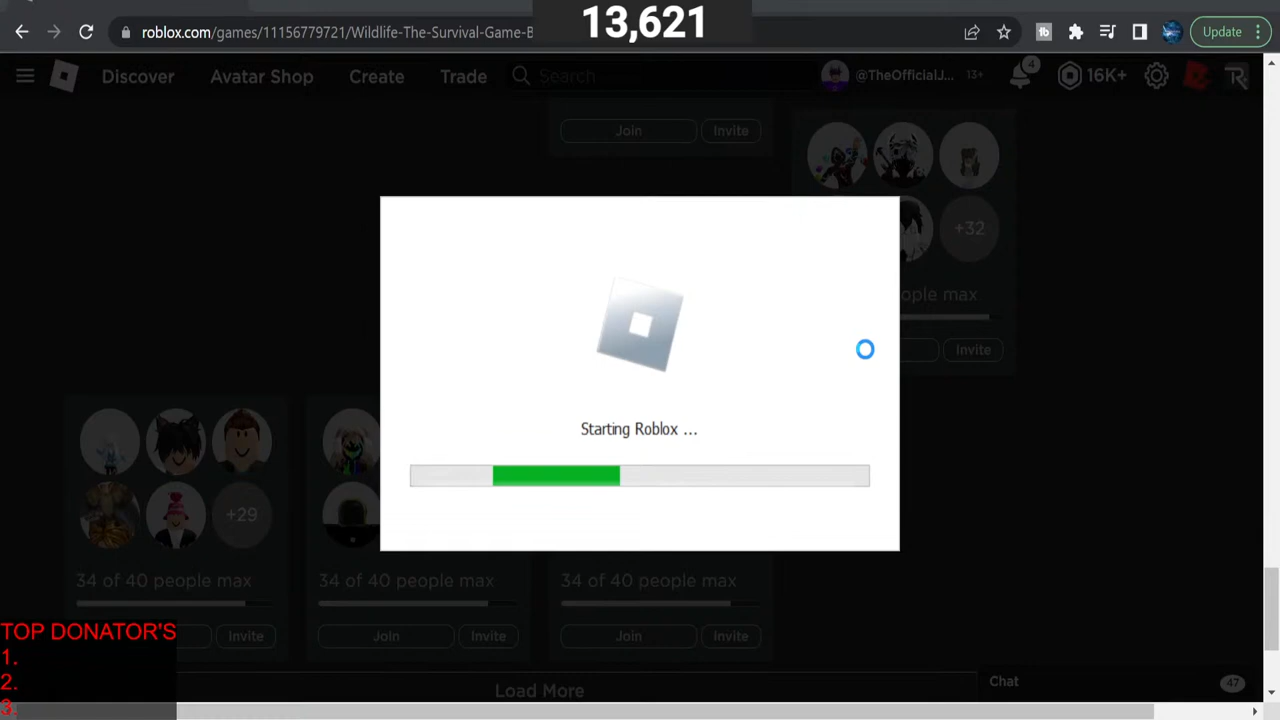 13,621
roblox.com/games/11156779721/Wildlife-The-Survival-Game-B
Update
Discover Avatar Shop Create Trade Search @TheOfficialJ... 13+ 4 16K+
Join Invite
+32
ople max
Invite
Starting Roblox ...
+29
34 of 40 people max 34 of 40 people max 34 of 40 people max
Invite Join Invite Join Invite
TOP DONATOR'S
1.
2.
3.
Load More
Chat 47